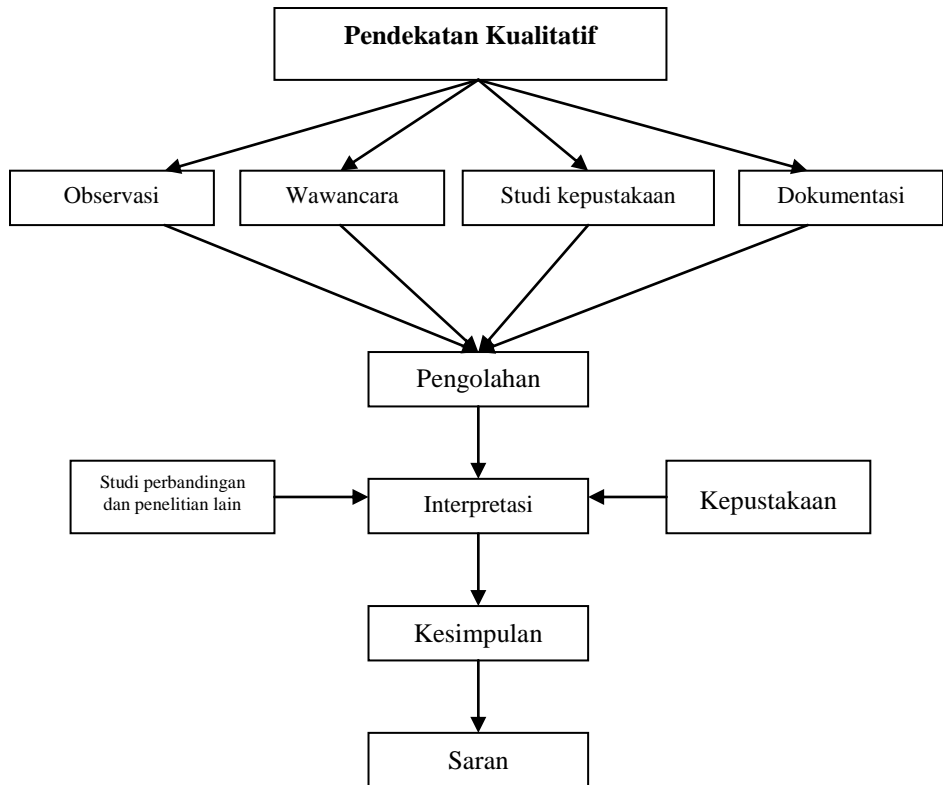 Pendekatan Kualitatif
Observasi
Wawancara
Studi kepustakaan
Dokumentasi
Pengolahan
Studi perbandingan
dan penelitian lain
Interpretasi
Kepustakaan
Kesimpulan
Saran